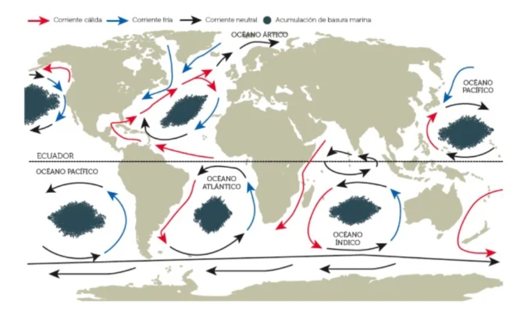 Corriente cálida Corriente fría Corriente neutral Acumulación de basura marina
OCÉANO ÁRTICO
OCÉANO
PACÍFICO
ECUADOR
OCÉANO PACÍFICO
OCÉANO
ATLÁNTICO
OCÉANO
ÍNDICO